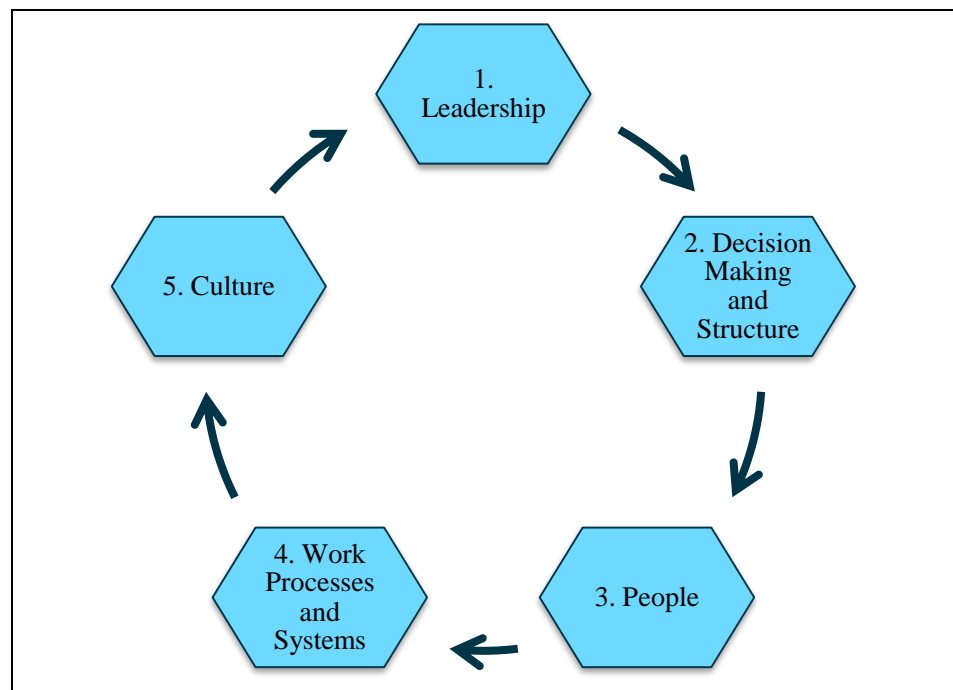 1.
Leadership
2. Decision
Making
and
Structure
3. People
4. Work
Processes
and
Systems
5. Culture